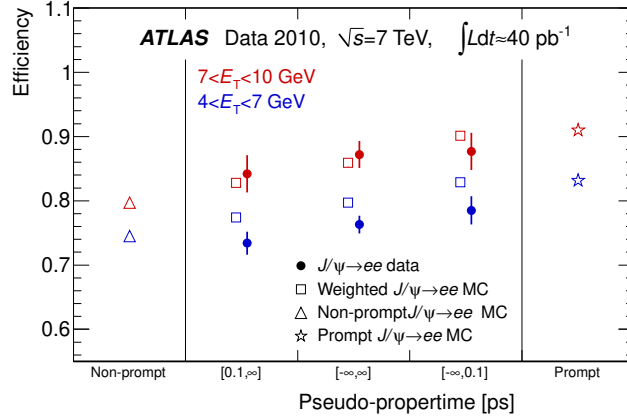 ATLAS Data 2010, √s=7 TeV, ∫Ldt≈40 pb⁻¹
7<E_T<10 GeV
4<E_T<7 GeV
Efficiency
1.1
1
0.9
0.8
0.7
0.6
J/ψ→ee data
Weighted J/ψ→ee MC
Non-promptJ/ψ→ee MC
Prompt J/ψ→ee MC
Non-prompt [0.1,∞] [-∞,∞] [-∞,0.1] Prompt
Pseudo-propertime [ps]